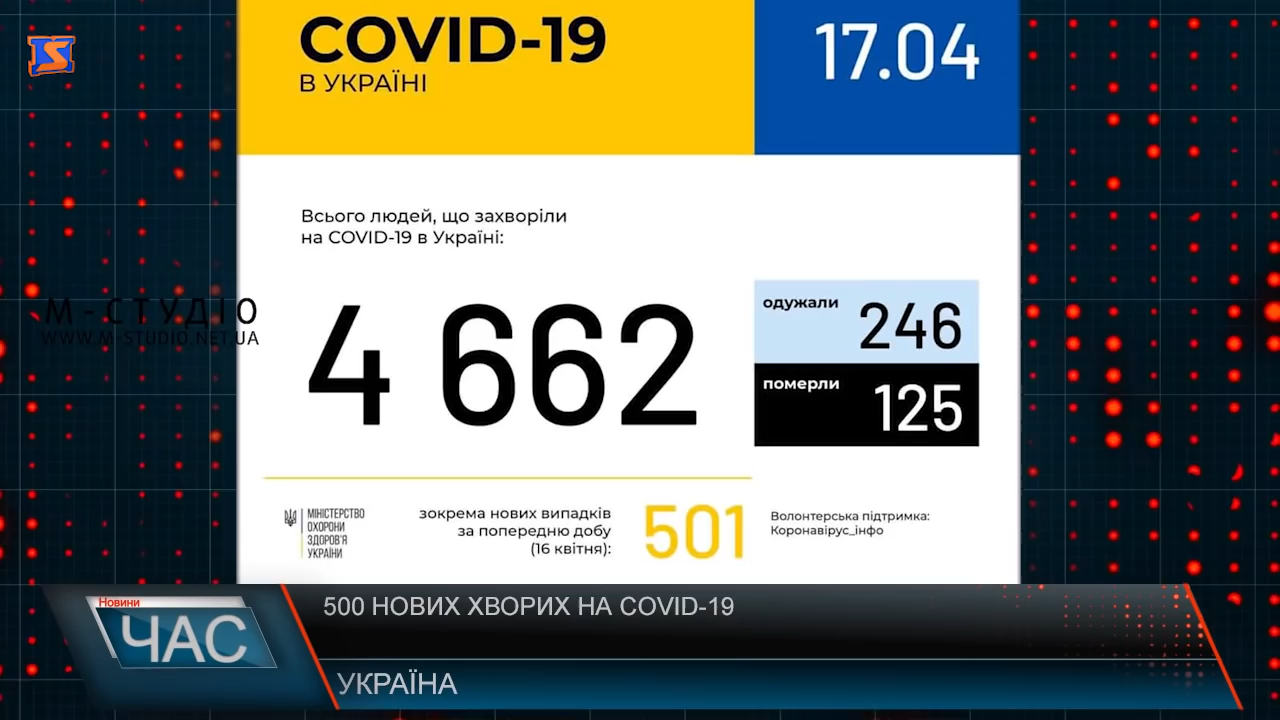 COVID-19
В УКРАЇНІ
17.04
Всього людей, що захворіли
на COVID-19 в Україні:
4 662
одужали
246
померли
125
М-СТУДІО
WWW.M-STUDIO.NET.UA
МІНІСТЕРСТВО
ОХОРОНИ
ЗДОРОВ'Я
УКРАЇНИ
зокрема нових випадків
за попередню добу
(16 квітня):
501
Волонтерська підтримка:
Коронавірус_інфо
Новини
ЧАС
500 НОВИХ ХВОРИХ НА COVID-19
УКРАЇНА